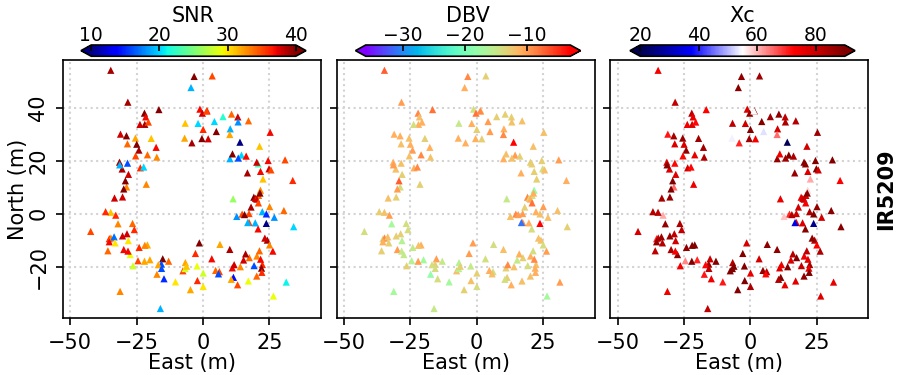 SNR
10 20 30 40
DBV
−30 −20 −10
Xc
20 40 60 80
North (m)
40
20
0
−20
−50 −25 0 25
East (m)
−50 −25 0 25
East (m)
−50 −25 0 25
East (m)
IR5209